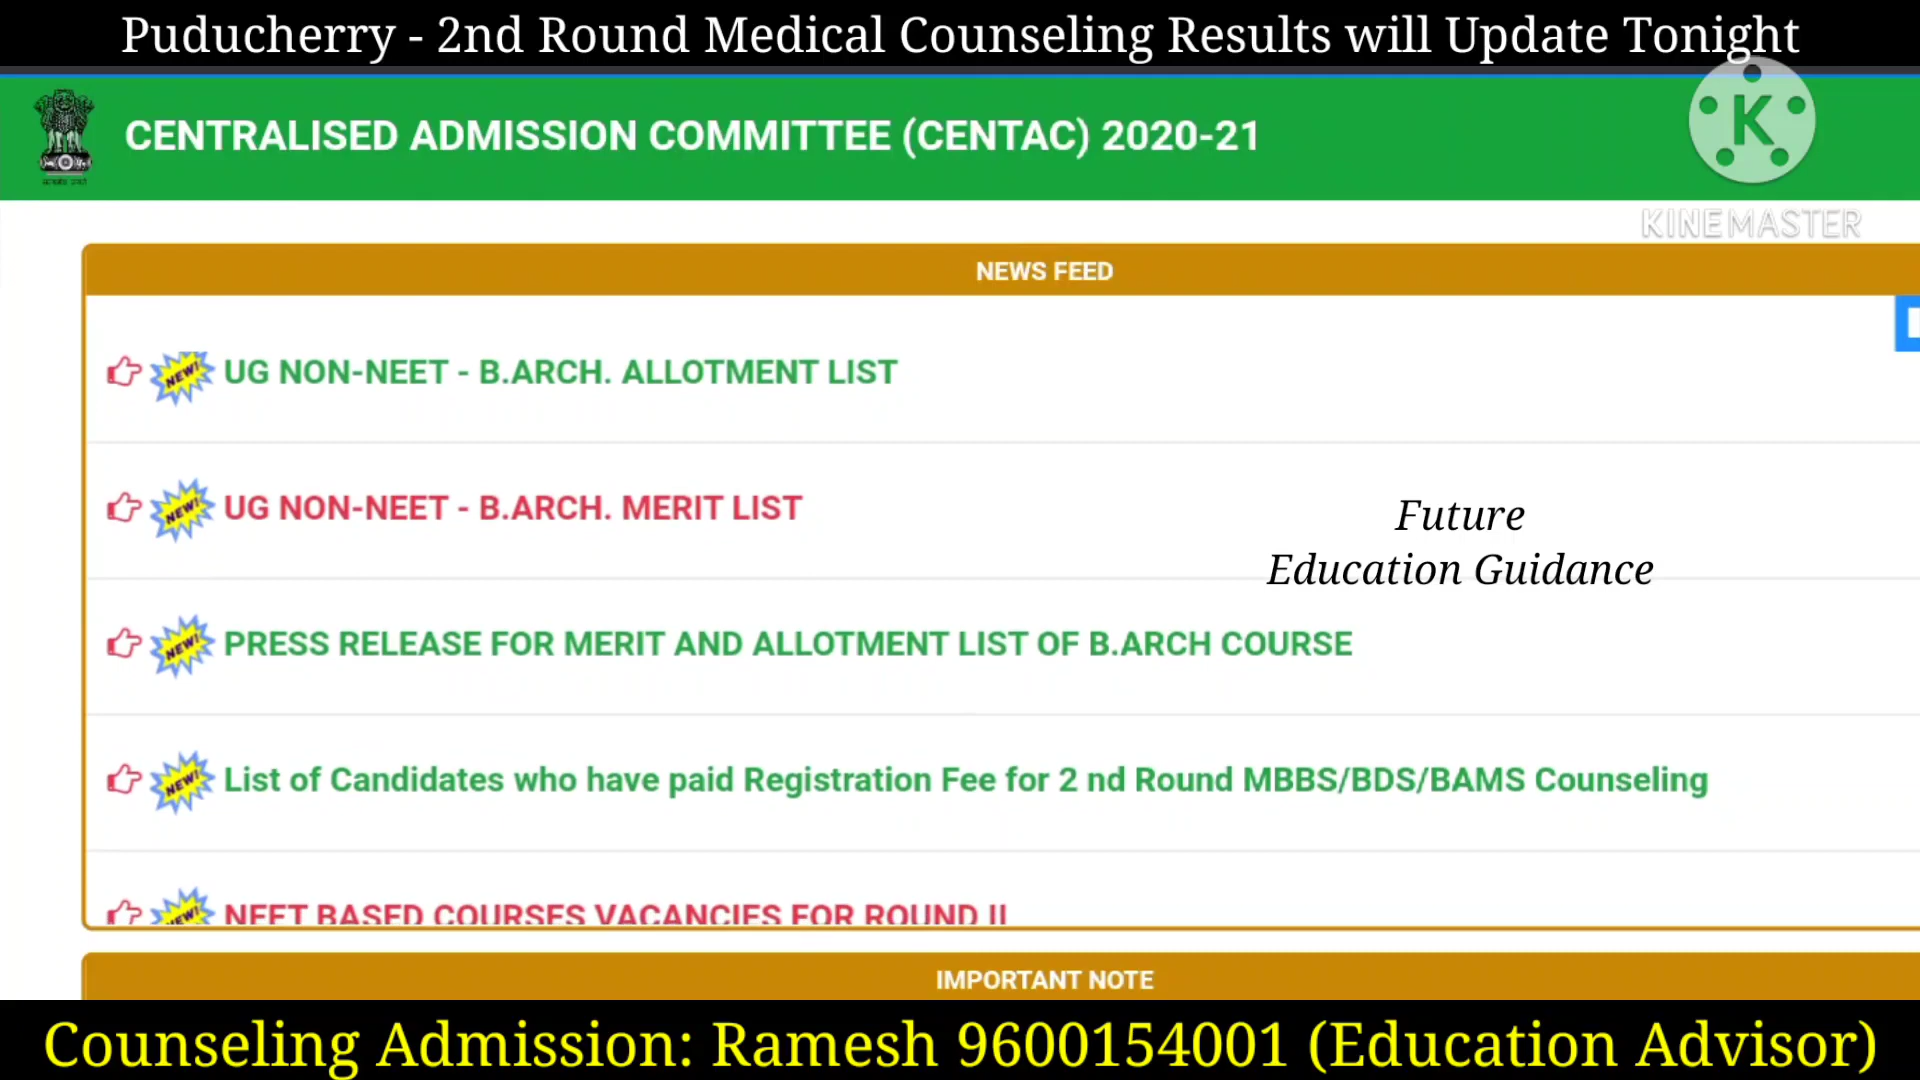 Puducherry - 2nd Round Medical Counseling Results will Update Tonight
CENTRALISED ADMISSION COMMITTEE (CENTAC) 2020-21
K
KINEMASTER
NEWS FEED
NEW! UG NON-NEET - B.ARCH. ALLOTMENT LIST
NEW! UG NON-NEET - B.ARCH. MERIT LIST
Future
Education Guidance
NEW! PRESS RELEASE FOR MERIT AND ALLOTMENT LIST OF B.ARCH COURSE
NEW! List of Candidates who have paid Registration Fee for 2 nd Round MBBS/BDS/BAMS Counseling
NEW! NEET BASED COURSES VACANCIES FOR ROUND II
IMPORTANT NOTE
Counseling Admission: Ramesh 9600154001 (Education Advisor)